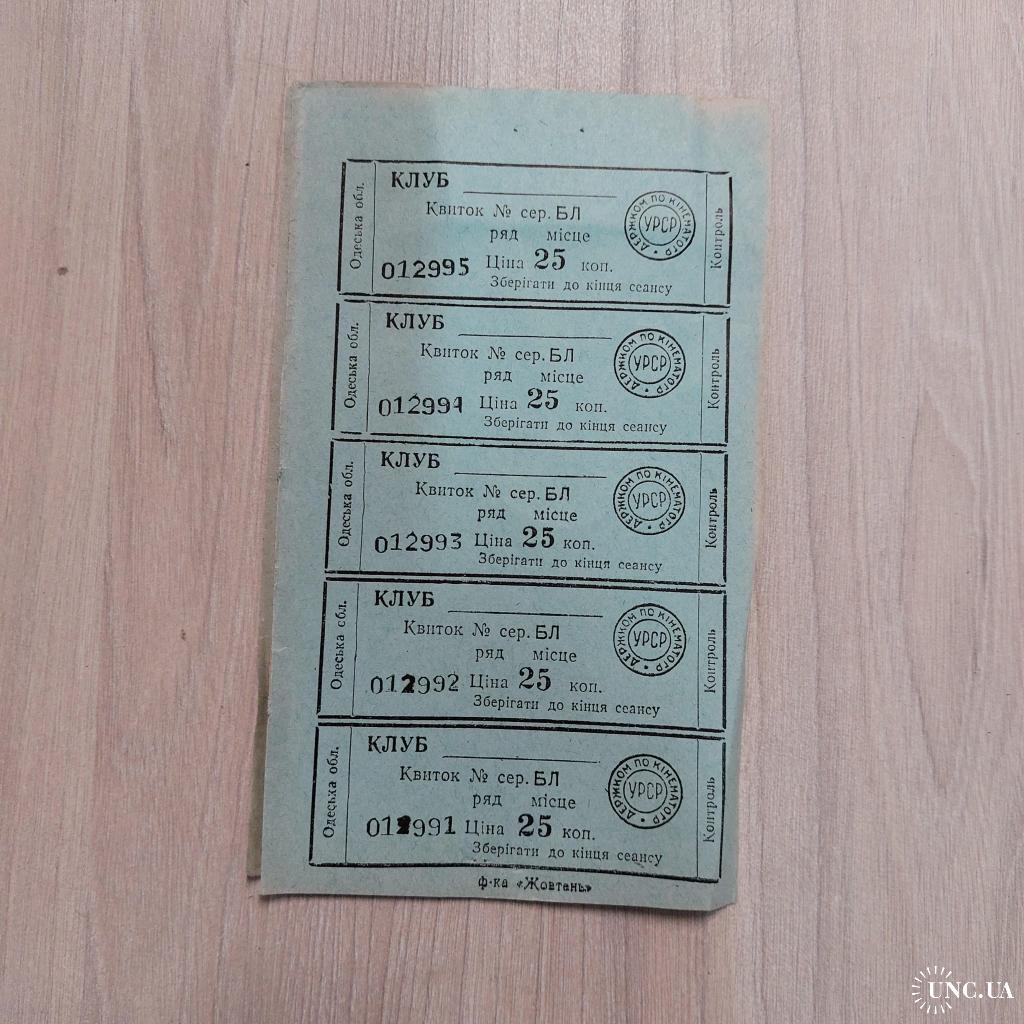 Одеська обл.
КЛУБ
Квиток № сер. БЛ
ряд місце
012995 Ціна 25 коп.
Зберігати до кінця сеансу
ДЕРЖКОМ ПО КІНЕМАТОГР •
УРСР
Контроль
Одеська обл.
КЛУБ
Квиток № сер. БЛ
ряд місце
012994 Ціна 25 коп.
Зберігати до кінця сеансу
ДЕРЖКОМ ПО КІНЕМАТОГР •
УРСР
Контроль
Одеська обл.
КЛУБ
Квиток № сер. БЛ
ряд місце
012993 Ціна 25 коп.
Зберігати до кінця сеансу
ДЕРЖКОМ ПО КІНЕМАТОГР •
УРСР
Контроль
Одеська обл.
КЛУБ
Квиток № сер. БЛ
ряд місце
012992 Ціна 25 коп.
Зберігати до кінця сеансу
ДЕРЖКОМ ПО КІНЕМАТОГР •
УРСР
Контроль
Одеська обл.
КЛУБ
Квиток № сер. БЛ
ряд місце
012991 Ціна 25 коп.
Зберігати до кінця сеансу
ДЕРЖКОМ ПО КІНЕМАТОГР •
УРСР
Контроль
ф-ка «Жовтень»
UNC.UA